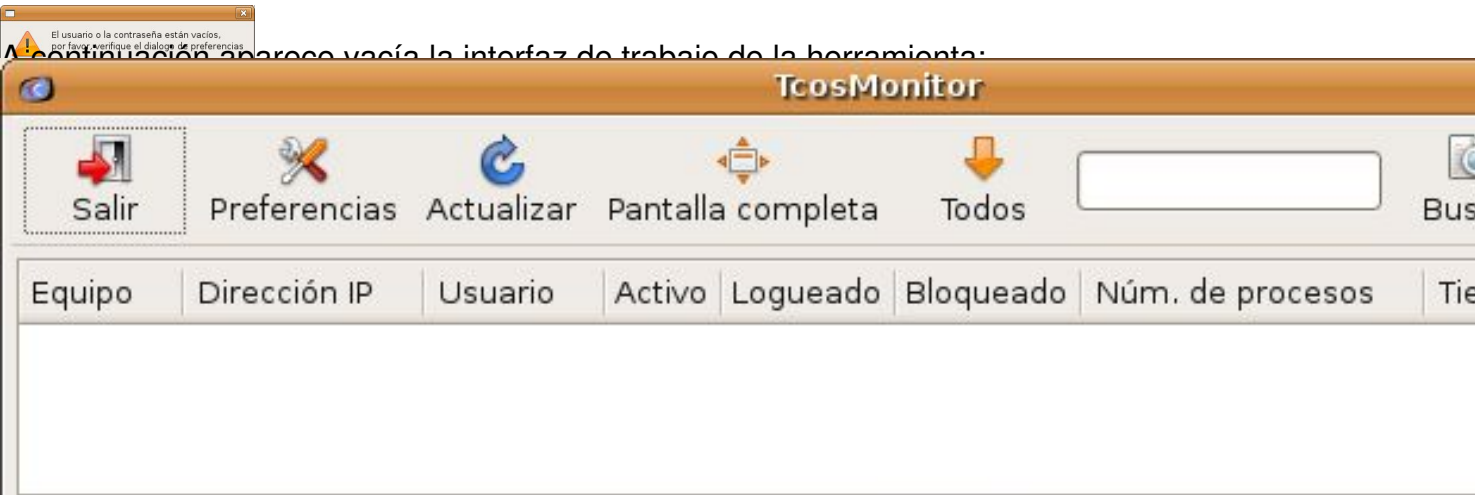 El usuario o la contraseña están vacíos,
por favor, verifique el dialogo de preferencias
A continuación aparece vacía la interfaz de trabajo de la herramienta:
TcosMonitor
Salir Preferencias Actualizar Pantalla completa Todos Bus
Equipo Dirección IP Usuario Activo Logueado Bloqueado Núm. de procesos Tie